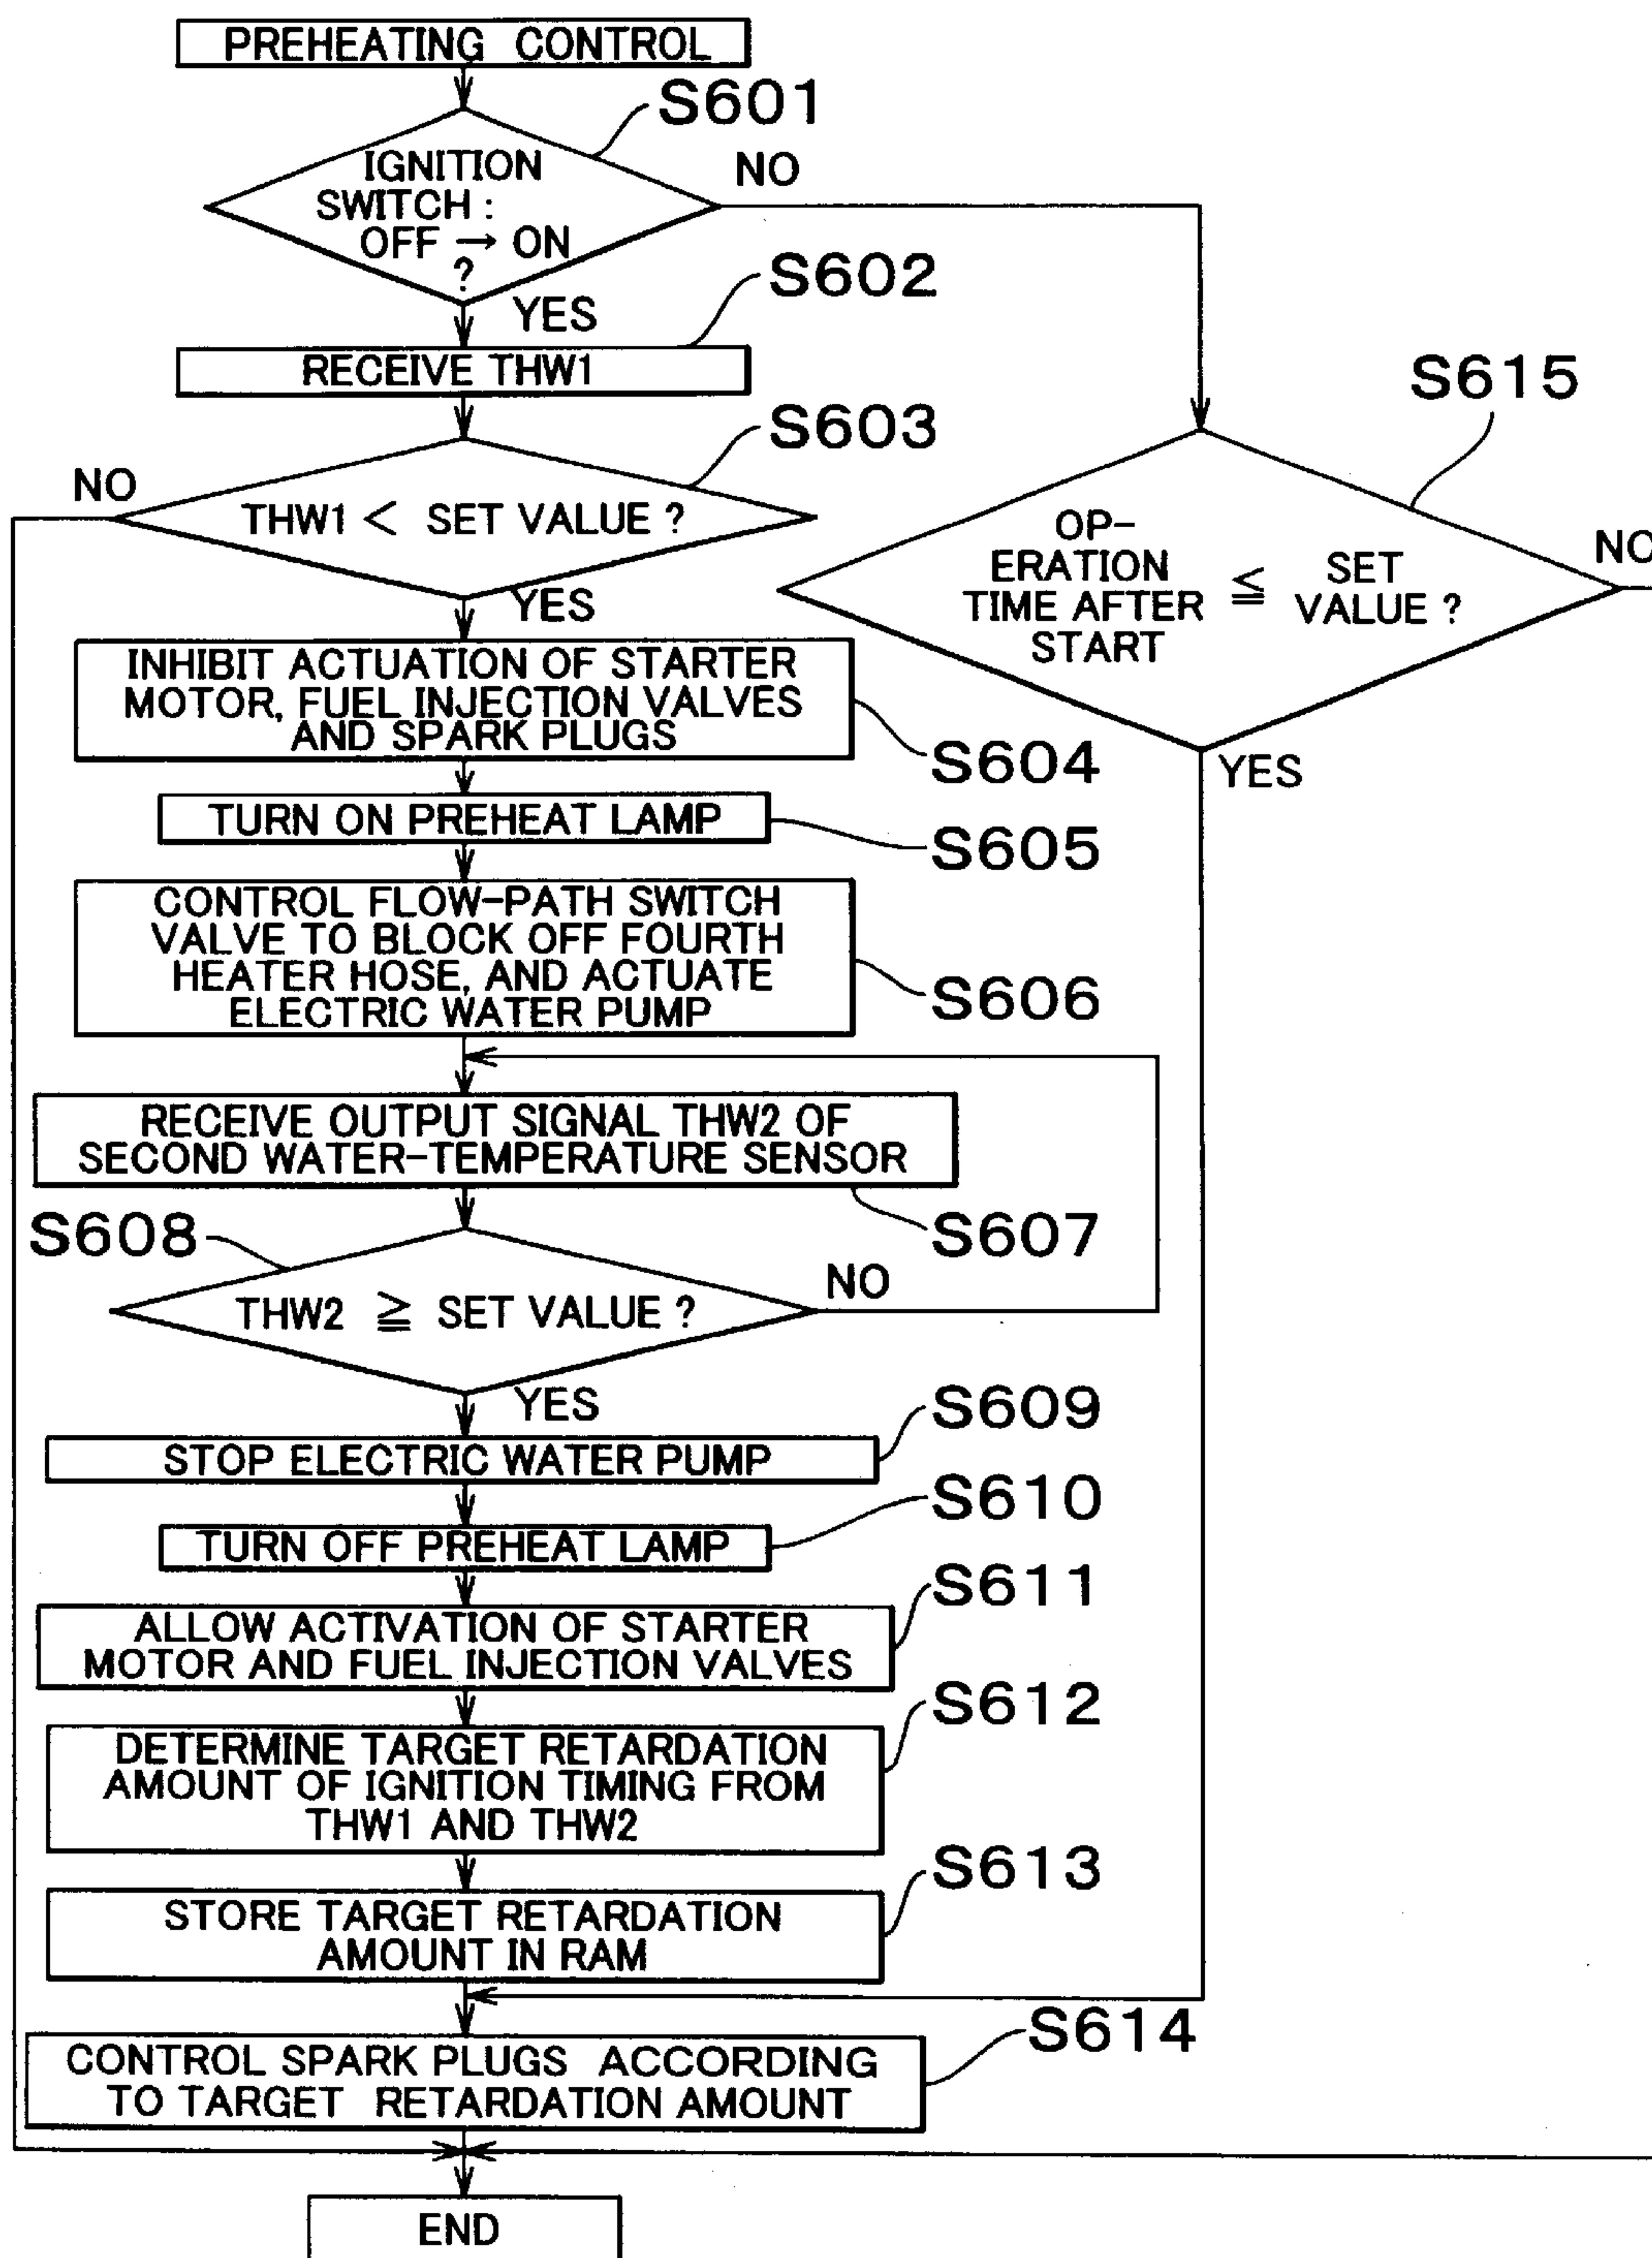 PREHEATING CONTROL
S601
IGNITION
SWITCH :
OFF → ON
?
NO
YES
S602
RECEIVE THW1
S603
NO
THW1 < SET VALUE ?
YES
S615
OP-
ERATION
TIME AFTER
START
≦
SET
VALUE ?
NO
YES
INHIBIT ACTUATION OF STARTER
MOTOR, FUEL INJECTION VALVES
AND SPARK PLUGS
S604
TURN ON PREHEAT LAMP
S605
CONTROL FLOW-PATH SWITCH
VALVE TO BLOCK OFF FOURTH
HEATER HOSE, AND ACTUATE
ELECTRIC WATER PUMP
S606
RECEIVE OUTPUT SIGNAL THW2 OF
SECOND WATER-TEMPERATURE SENSOR
S607
S608
THW2 ≧ SET VALUE ?
NO
YES
S609
STOP ELECTRIC WATER PUMP
S610
TURN OFF PREHEAT LAMP
S611
ALLOW ACTIVATION OF STARTER
MOTOR AND FUEL INJECTION VALVES
S612
DETERMINE TARGET RETARDATION
AMOUNT OF IGNITION TIMING FROM
THW1 AND THW2
S613
STORE TARGET RETARDATION
AMOUNT IN RAM
S614
CONTROL SPARK PLUGS ACCORDING
TO TARGET RETARDATION AMOUNT
END